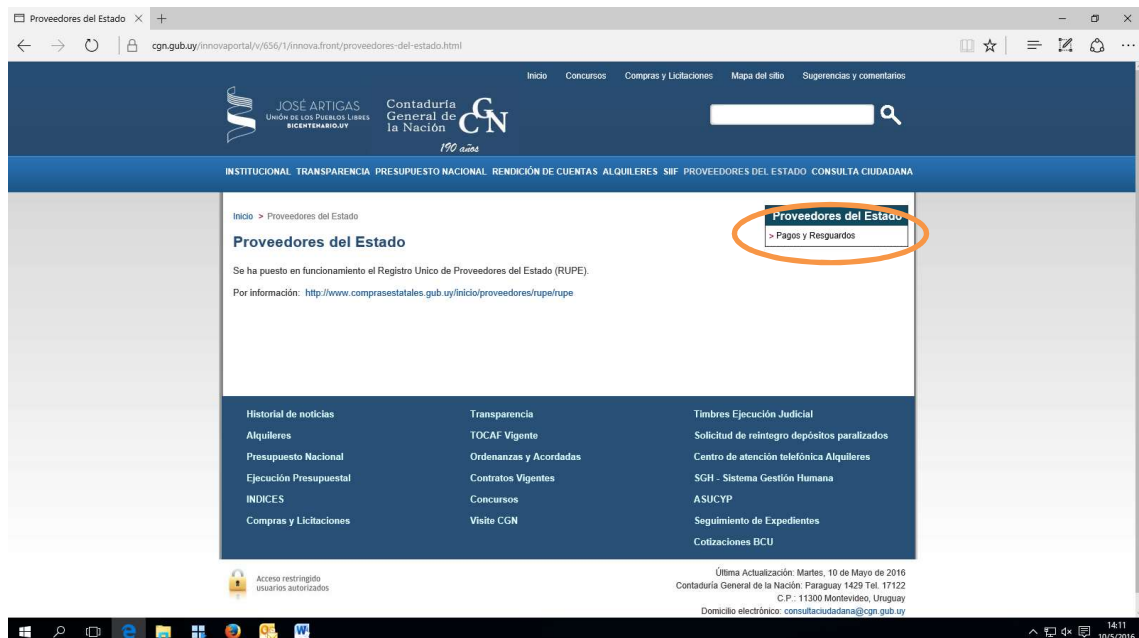 Proveedores del Estado
cgn.gub.uy/innovaportal/v/656/1/innova.front/proveedores-del-estado.html
Inicio Concursos Compras y Licitaciones Mapa del sitio Sugerencias y comentarios
JOSÉ ARTIGAS
UNIÓN DE LOS PUEBLOS LIBRES
BICENTENARIO.UY
Contaduría
General de
la Nación
CGN
190 años
INSTITUCIONAL TRANSPARENCIA PRESUPUESTO NACIONAL RENDICIÓN DE CUENTAS ALQUILERES SIIF PROVEEDORES DEL ESTADO CONSULTA CIUDADANA
Inicio > Proveedores del Estado
Proveedores del Estado
> Pagos y Resguardos
Proveedores del Estado
Se ha puesto en funcionamiento el Registro Unico de Proveedores del Estado (RUPE).
Por información: http://www.comprasestatales.gub.uy/inicio/proveedores/rupe/rupe
Historial de noticias
Alquileres
Presupuesto Nacional
Ejecución Presupuestal
INDICES
Compras y Licitaciones
Transparencia
TOCAF Vigente
Ordenanzas y Acordadas
Contratos Vigentes
Concursos
Visite CGN
Timbres Ejecución Judicial
Solicitud de reintegro depósitos paralizados
Centro de atención telefónica Alquileres
SGH - Sistema Gestión Humana
ASUCYP
Seguimiento de Expedientes
Cotizaciones BCU
Acceso restringido
usuarios autorizados
Última Actualización: Martes, 10 de Mayo de 2016
Contaduría General de la Nación: Paraguay 1429 Tel. 17122
C.P.: 11300 Montevideo, Uruguay
Domicilio electrónico: consultaciudadana@cgn.gub.uy
14:11
10/5/2016